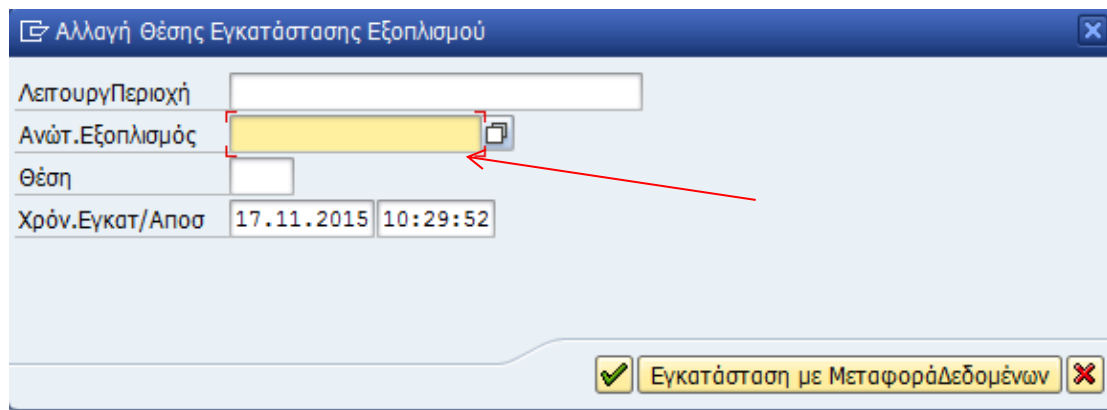 Αλλαγή Θέσης Εγκατάστασης Εξοπλισμού
ΛειτουργΠεριοχή
Ανώτ.Εξοπλισμός
Θέση
Χρόν.Εγκατ/Αποσ 17.11.2015 10:29:52
Εγκατάσταση με ΜεταφοράΔεδομένων